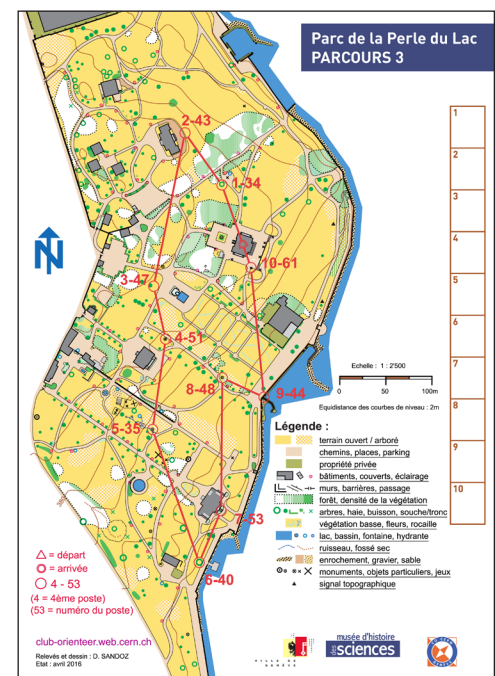 Parc de la Perle du Lac
PARCOURS 3
2-43
1-34
10-61
3-47
4-51
8-48
9-44
5-35
7-53
6-40
1
2
3
4
5
6
7
8
9
10
N
Echelle : 1 : 2'500
0
50
100m
Equidistance des courbes de niveau : 2m
Légende :
terrain ouvert / arboré
chemins, places, parking
propriété privée
bâtiments, couverts, éclairage
murs, barrières, passage
forêt, densité de la végétation
arbres, haie, buisson, souche/tronc
végétation basse, fleurs, rocaille
lac, bassin, fontaine, hydrante
ruisseau, fossé sec
enrochement, gravier, sable
monuments, objets particuliers, jeux
signal topographique
= départ
= arrivée
4 - 53
(4 = 4ème poste)
(53 = numéro du poste)
club-orienteer.web.cern.ch
Relevés et dessin : D. SANDOZ
Etat : avril 2016
VILLE DE
GENÈVE
musée d'histoire
des sciences